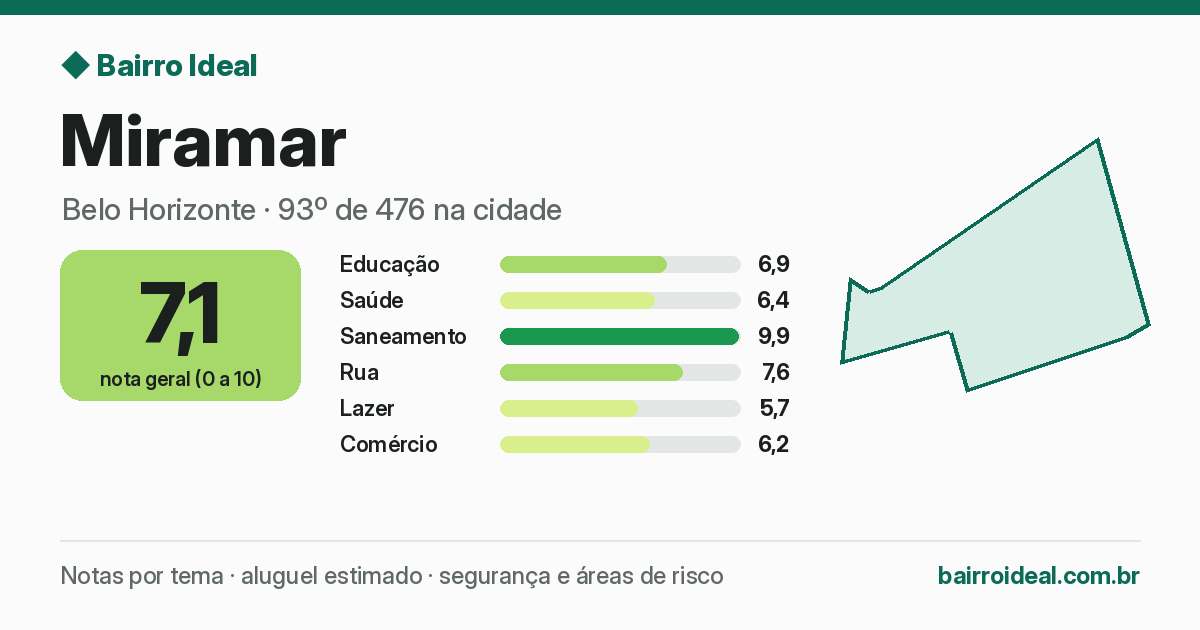 Bairro Ideal
Miramar
Belo Horizonte · 93º de 476 na cidade
7,1
nota geral (0 a 10)
Educação 6,9
Saúde 6,4
Saneamento 9,9
Rua 7,6
Lazer 5,7
Comércio 6,2
Notas por tema · aluguel estimado · segurança e áreas de risco
bairroideal.com.br